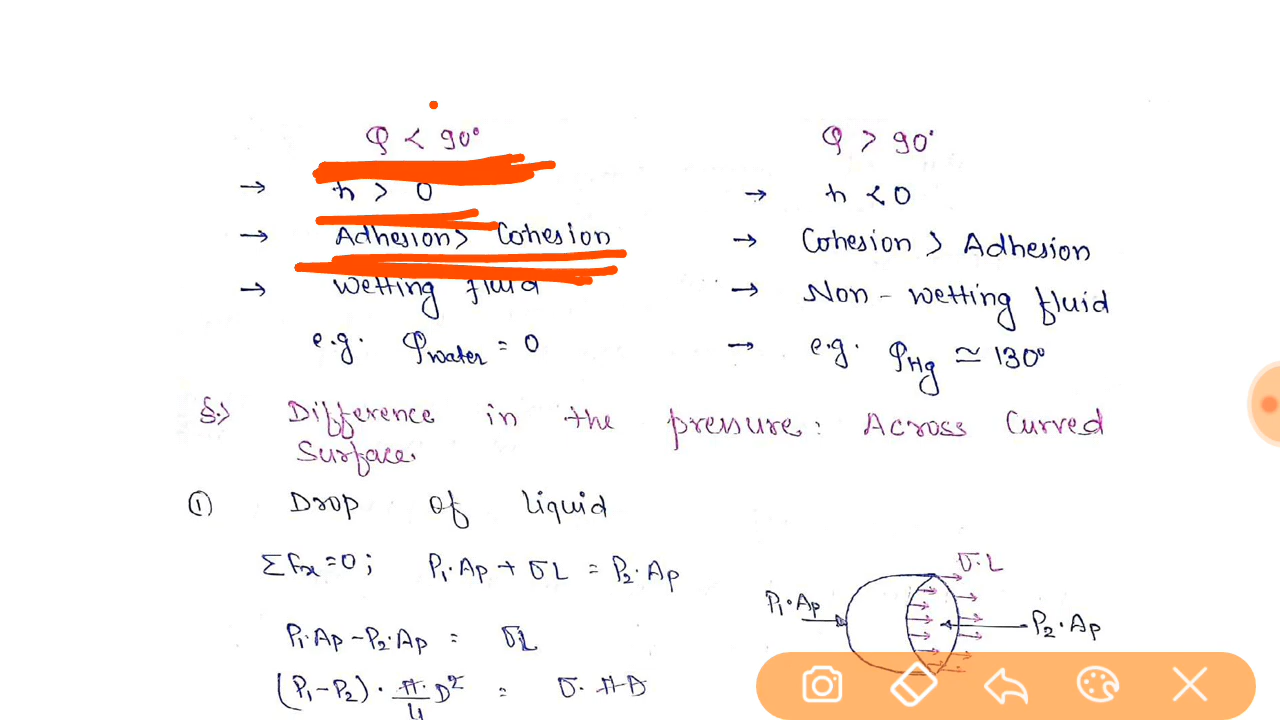 φ < 90°
→ h > 0
→ Adhesion > Cohesion
→ Wetting fluid
e.g. φwater = 0
φ > 90°
→ h < 0
→ Cohesion > Adhesion
→ Non-wetting fluid
→ e.g. φHg ≃ 130°
§.> Difference in the pressure: Across Curved
Surface.
① Drop of liquid
ΣFx = 0 ; P₁.Ap + σL = P₂.Ap
P₁.Ap - P₂.Ap = σL
(P₁ - P₂) . π/4 D² = σ. πD
σ.L
P₁.Ap
P₂.Ap